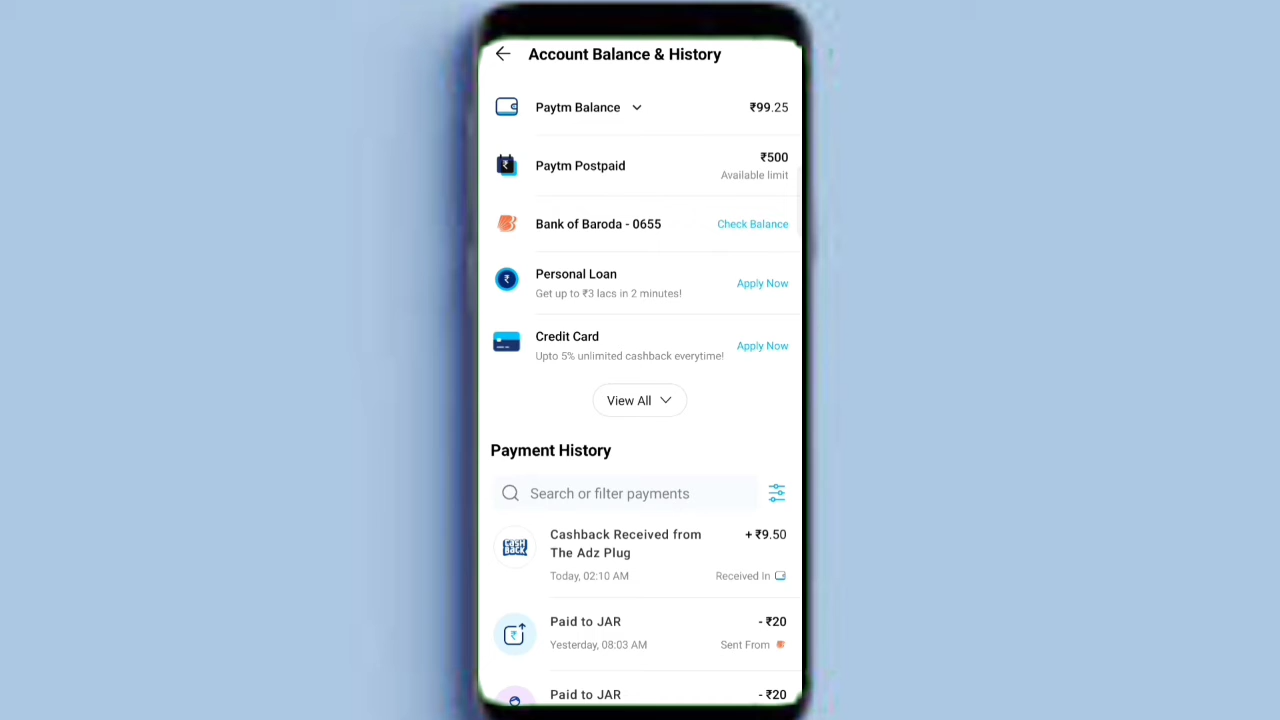 Account Balance & History
Paytm Balance ₹99.25
Paytm Postpaid ₹500
Available limit
Bank of Baroda - 0655 Check Balance
Personal Loan
Get up to ₹3 lacs in 2 minutes! Apply Now
Credit Card
Upto 5% unlimited cashback everytime! Apply Now
View All
Payment History
Search or filter payments
CASH
BACK
Cashback Received from + ₹9.50
The Adz Plug
Today, 02:10 AM Received In
Paid to JAR - ₹20
Yesterday, 08:03 AM Sent From
Paid to JAR - ₹20